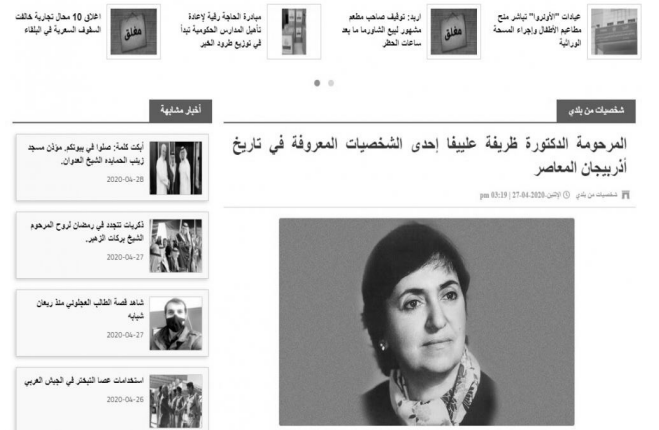 عيادات "الأونروا" تباشر منح
مطاعيم الأطفال وإجراء المسحة
الوراثية
اربد: توقيف صاحب مطعم
مشهور لبيع الشاورما ما بعد
ساعات الحظر
مغلق
مبادرة الحاجة رقية لإعادة
تأهيل المدارس الحكومية تبدأ
في توزيع طرود الخير
اغلاق 10 محال تجارية خالفت
السقوف السعرية في البلقاء
مغلق
شخصيات من بلدي
المرحومة الدكتورة ظريفة علييفا إحدى الشخصيات المعروفة في تاريخ
أذربيجان المعاصر
شخصيات من بلدي الإثنين-2020-04-27 | 03:19 pm
أخبار مشابهة
أبكت كلمة: صلوا في بيوتكم. مؤذن مسجد
زينب الحمايده الشيخ العدوان.
2020-04-28
ذكريات تتجدد في رمضان لروح المرحوم
الشيخ بركات الزهير.
2020-04-27
شاهد قصة الطالب العجلوني منذ ريعان
شبابه
2020-04-27
استخدامات عصا التبختر في الجيش العربي
2020-04-26